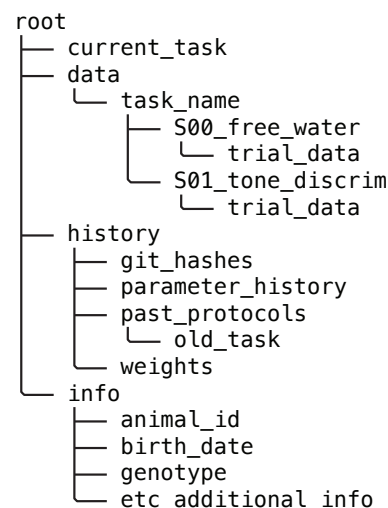 root
current_task
data
task_name
S00_free_water
trial_data
S01_tone_discrim
trial_data
history
git_hashes
parameter_history
past_protocols
old_task
weights
info
animal_id
birth_date
genotype
etc additional info